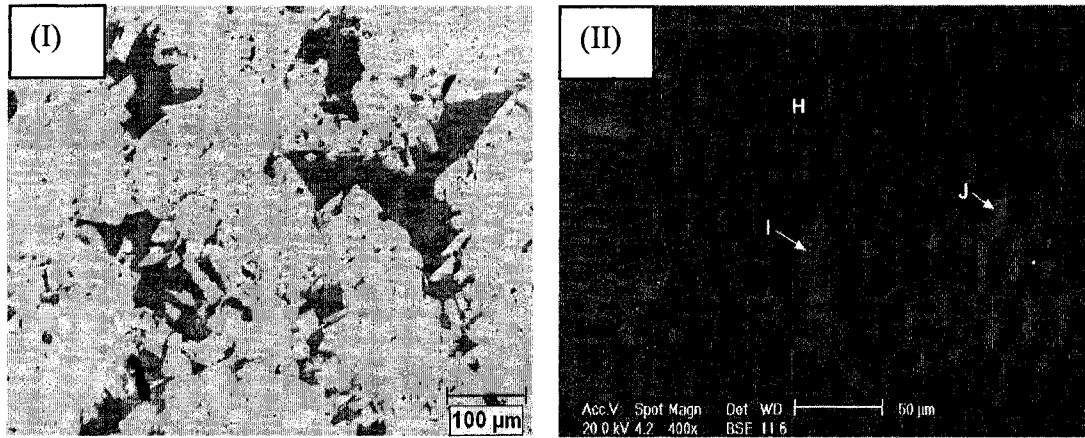 (I)
100 µm
(II)
H
I
J
Acc.V Spot Magn Det WD 50 µm
20.0 kV 4.2 400x BSE 11.6